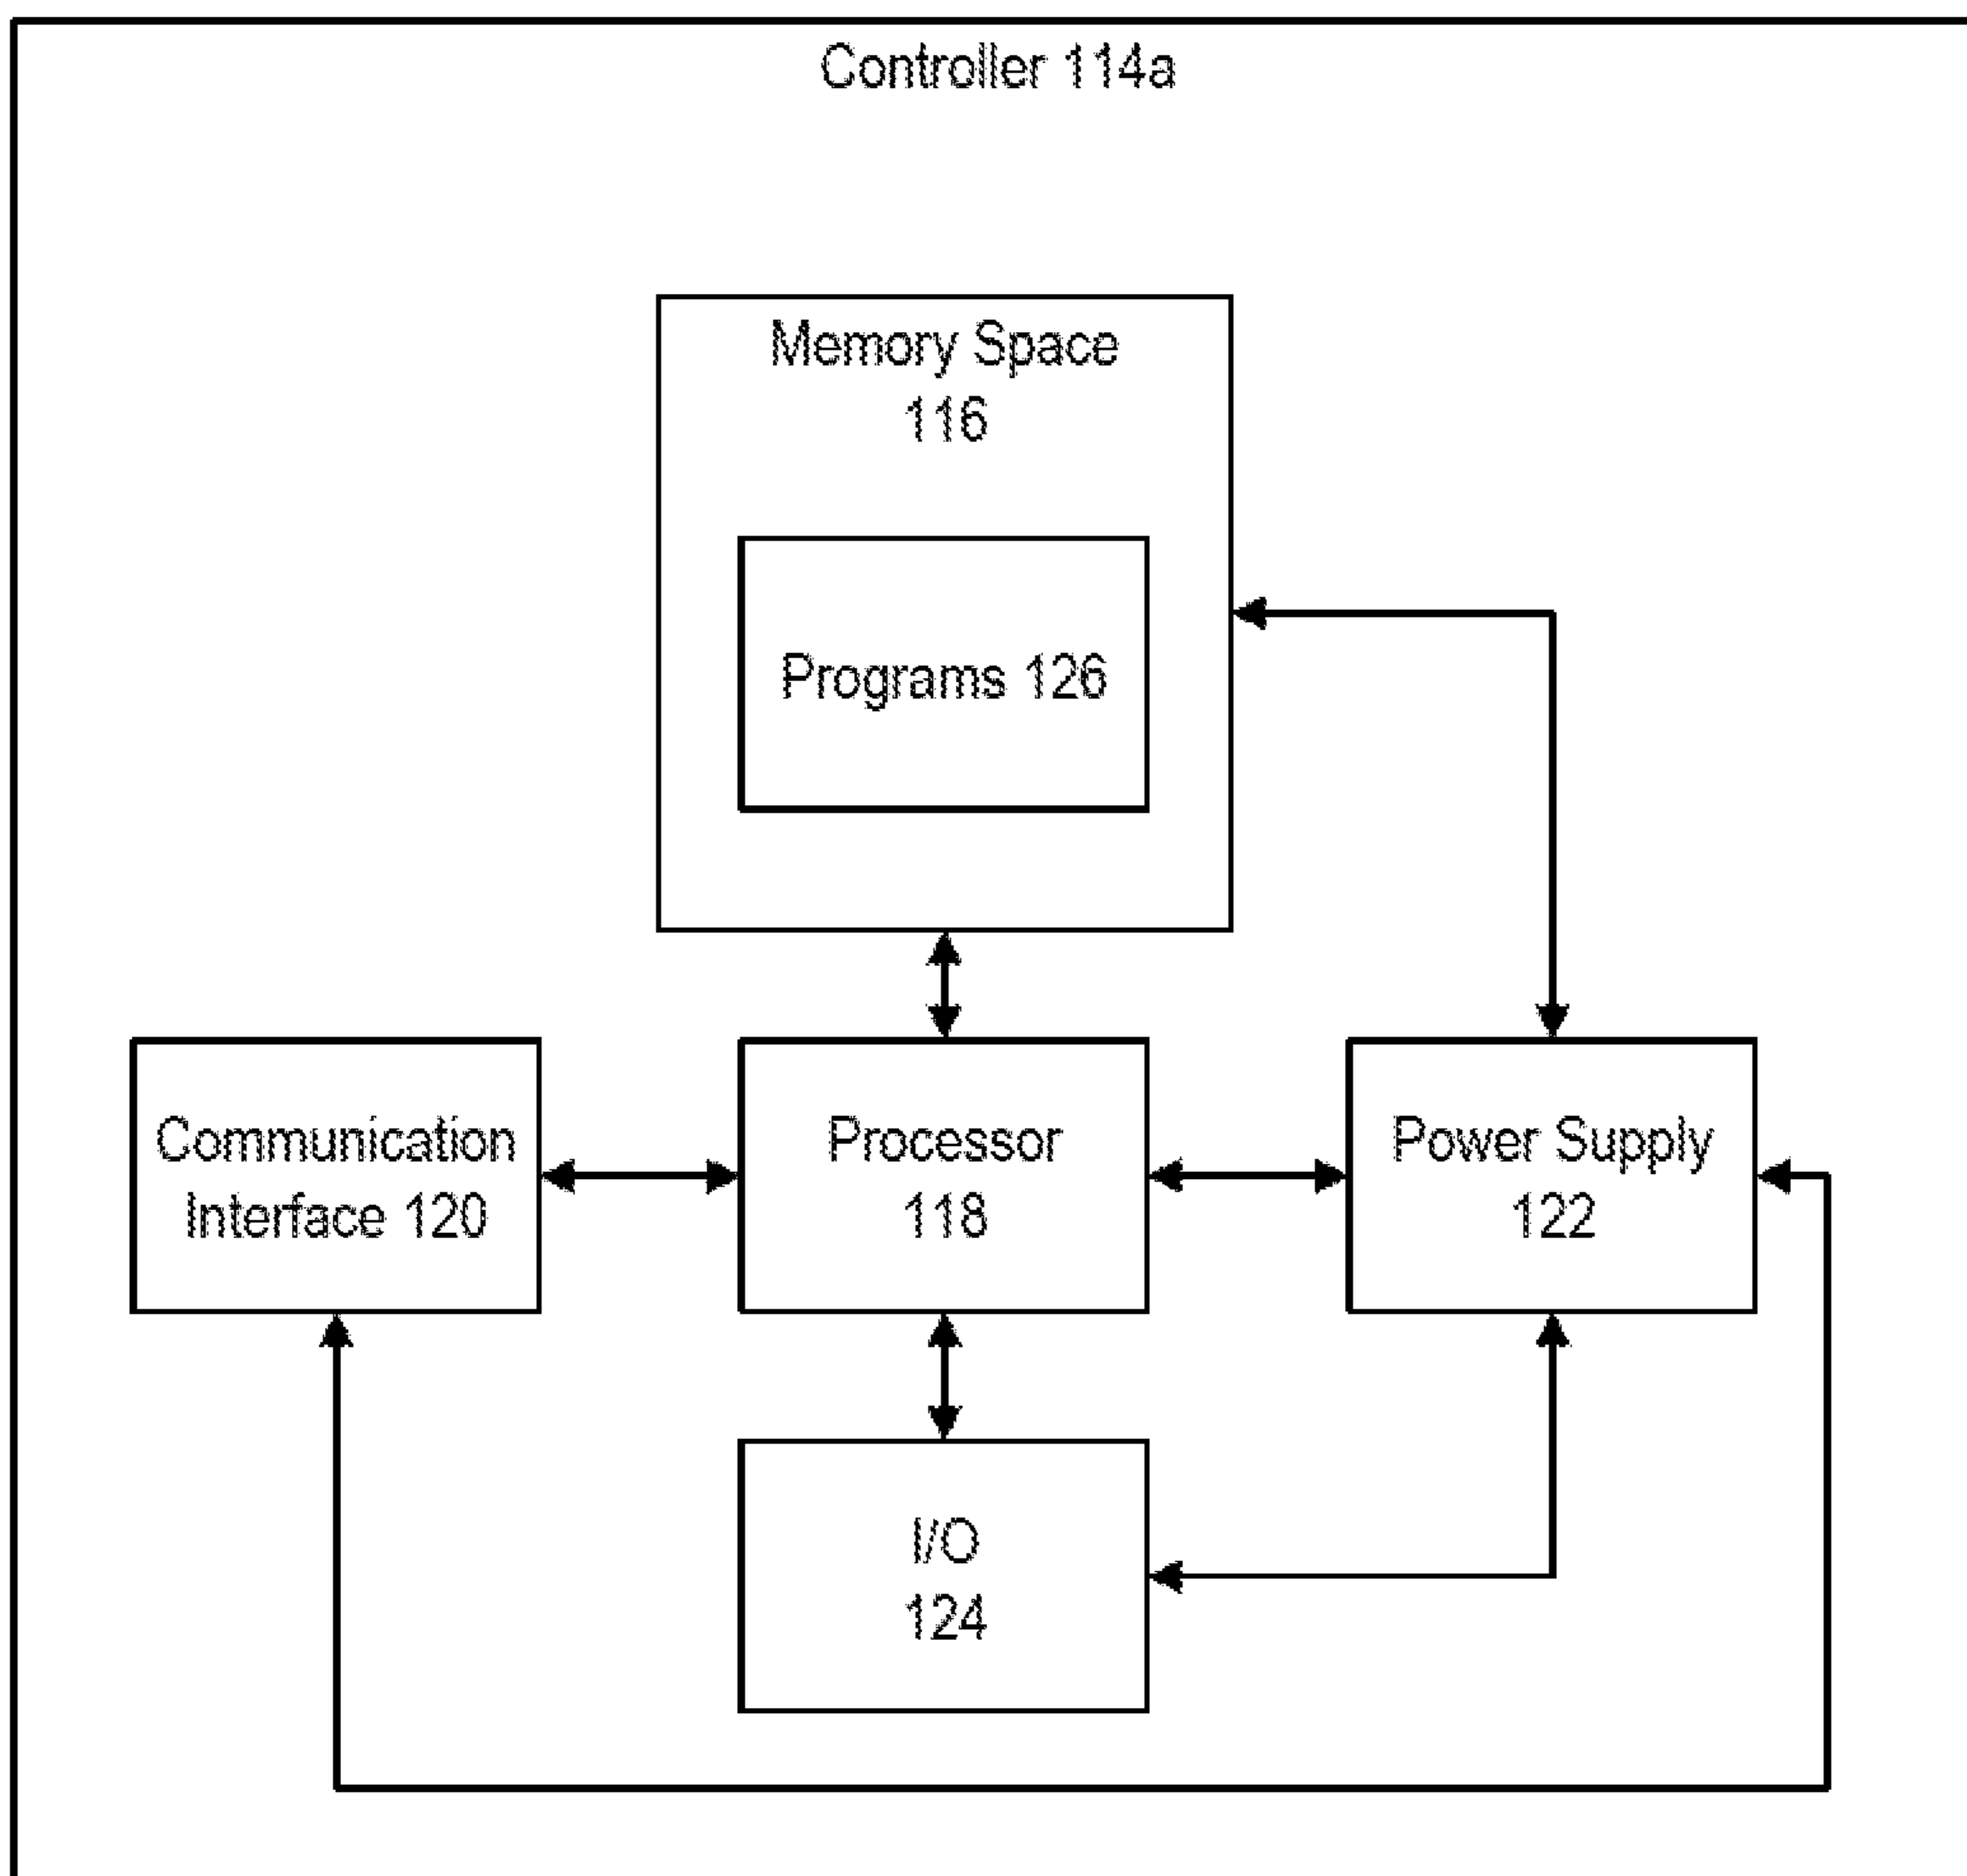 Controller 114a
Memory Space
116
Programs 126
Communication
Interface 120
Processor
118
Power Supply
122
I/O
124